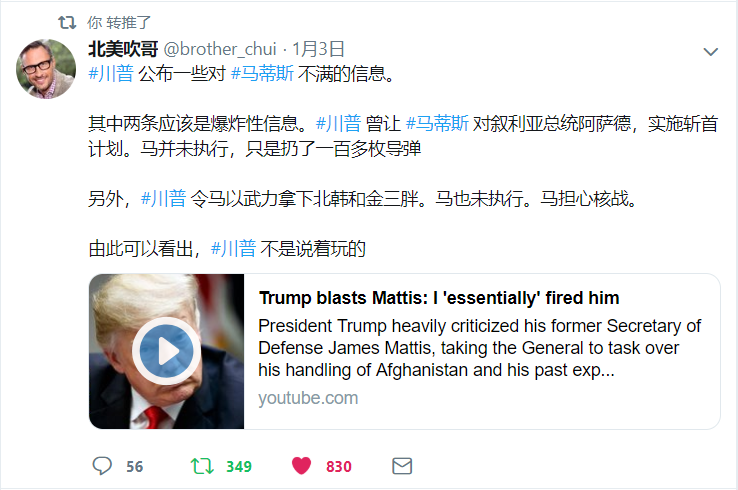 你 转推了
北美吹哥 @brother_chui · 1月3日
#川普 公布一些对 #马蒂斯 不满的信息。
其中两条应该是爆炸性信息。#川普 曾让 #马蒂斯 对叙利亚总统阿萨德，实施斩首
计划。马并未执行，只是扔了一百多枚导弹
另外，#川普 令马以武力拿下北韩和金三胖。马也未执行。马担心核战。
由此可以看出，#川普 不是说着玩的
Trump blasts Mattis: I 'essentially' fired him
President Trump heavily criticized his former Secretary of
Defense James Mattis, taking the General to task over
his handling of Afghanistan and his past exp...
youtube.com
56 349 830